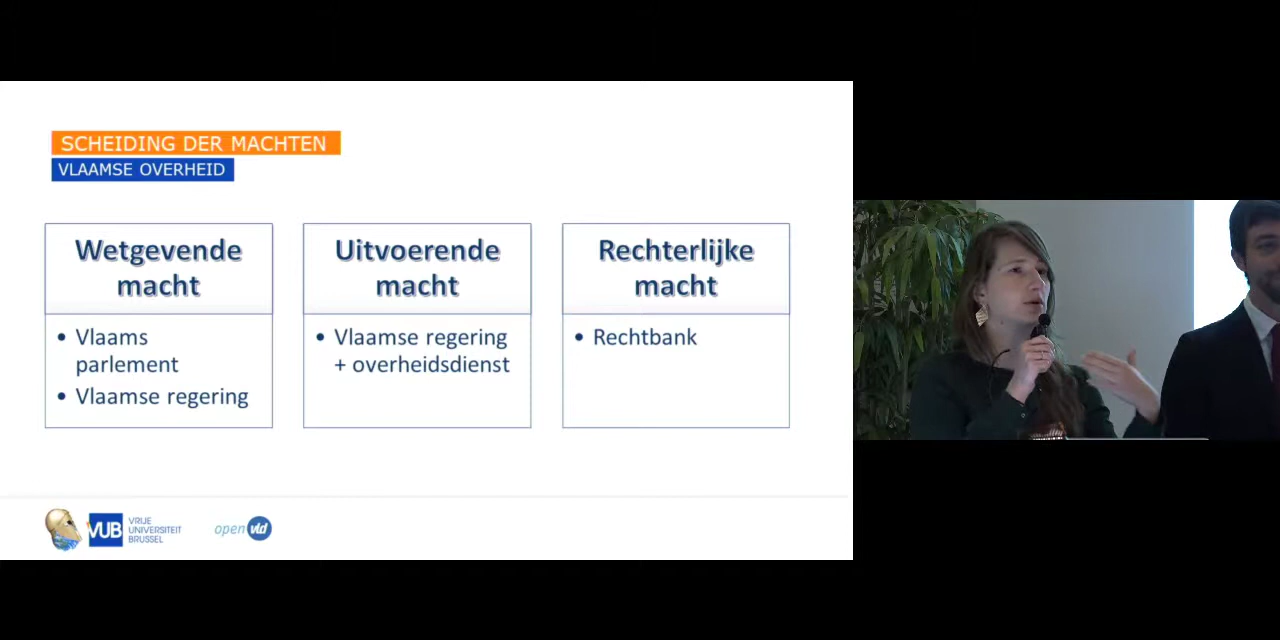 SCHEIDING DER MACHTEN
VLAAMSE OVERHEID
Wetgevende
macht
• Vlaams
parlement
• Vlaamse regering
Uitvoerende
macht
• Vlaamse regering
+ overheidsdienst
Rechterlijke
macht
• Rechtbank
VUB
VRIJE
UNIVERSITEIT
BRUSSEL
open vld